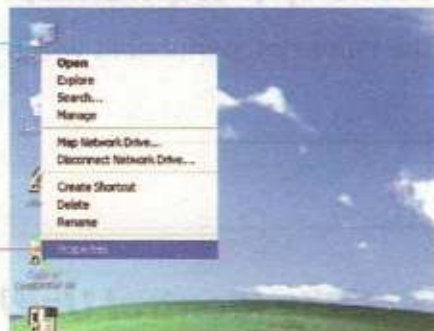 Open
Explore
Search...
Manage
Map Network Drive...
Disconnect Network Drive...
Create Shortcut
Delete
Rename
Properties